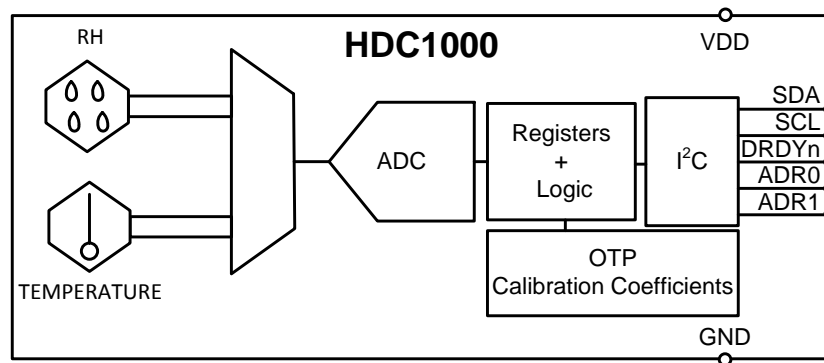 RH
HDC1000
VDD
SDA
SCL
DRDYn
ADR0
ADR1
ADC
Registers
+
Logic
I²C
OTP
Calibration Coefficients
TEMPERATURE
GND